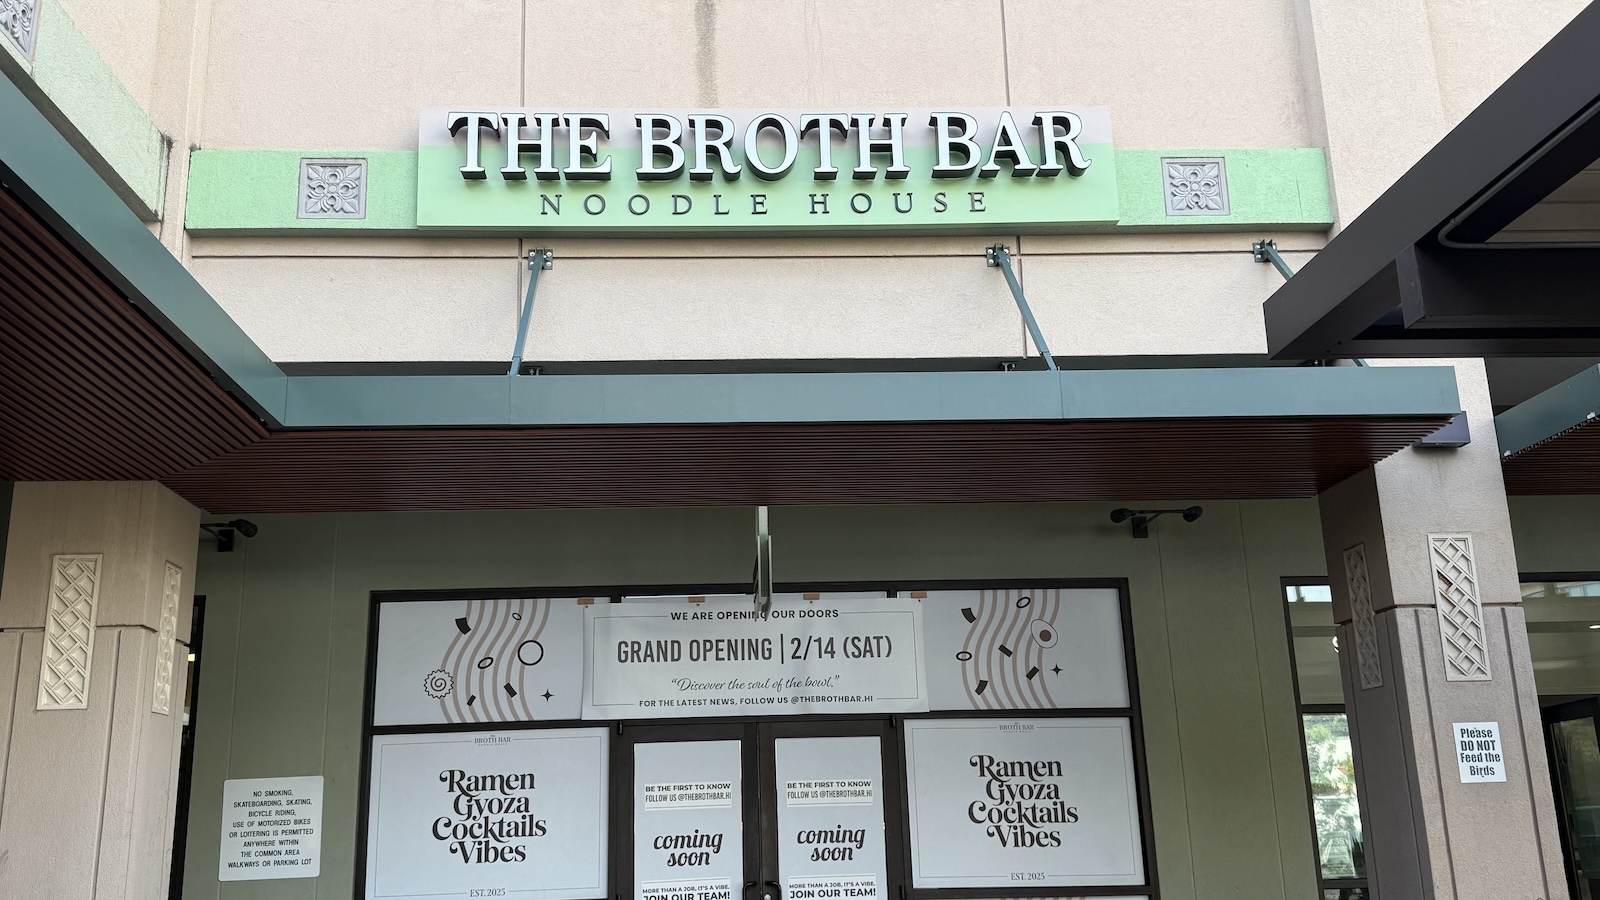 THE BROTH BAR
NOODLE HOUSE
WE ARE OPENING OUR DOORS
GRAND OPENING | 2/14 (SAT)
“Discover the soul of the bowl.”
FOR THE LATEST NEWS, FOLLOW US @THEBROTHBAR.HI
BROTH BAR
Ramen
Gyoza
Cocktails
Vibes
EST. 2025
BE THE FIRST TO KNOW
FOLLOW US @THEBROTHBAR.HI
coming
soon
MORE THAN A JOB, IT'S A VIBE.
JOIN OUR TEAM!
BE THE FIRST TO KNOW
FOLLOW US @THEBROTHBAR.HI
coming
soon
MORE THAN A JOB, IT'S A VIBE.
JOIN OUR TEAM!
BROTH BAR
Ramen
Gyoza
Cocktails
Vibes
EST. 2025
NO SMOKING,
SKATEBOARDING, SKATING,
BICYCLE RIDING,
USE OF MOTORIZED BIKES
OR LOITERING IS PERMITTED
ANYWHERE WITHIN
THE COMMON AREA
WALKWAYS OR PARKING LOT
Please
DO NOT
Feed the
Birds